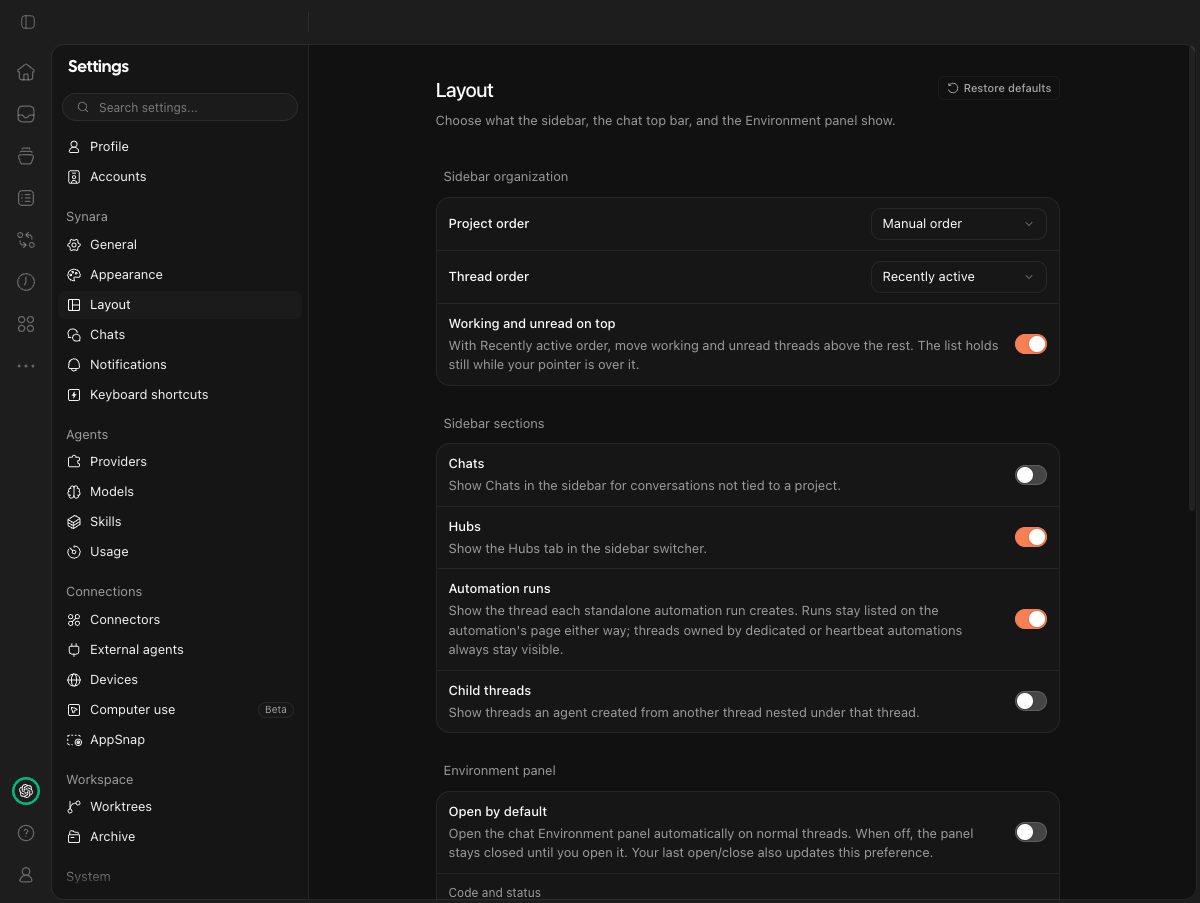 Settings
Search settings...
Profile
Accounts
Synara
General
Appearance
Layout
Chats
Notifications
Keyboard shortcuts
Agents
Providers
Models
Skills
Usage
Connections
Connectors
External agents
Devices
Computer use
Beta
AppSnap
Workspace
Worktrees
Archive
System
Layout
Restore defaults
Choose what the sidebar, the chat top bar, and the Environment panel show.
Sidebar organization
Project order
Manual order
Thread order
Recently active
Working and unread on top
With Recently active order, move working and unread threads above the rest. The list holds
still while your pointer is over it.
Sidebar sections
Chats
Show Chats in the sidebar for conversations not tied to a project.
Hubs
Show the Hubs tab in the sidebar switcher.
Automation runs
Show the thread each standalone automation run creates. Runs stay listed on the
automation's page either way; threads owned by dedicated or heartbeat automations
always stay visible.
Child threads
Show threads an agent created from another thread nested under that thread.
Environment panel
Open by default
Open the chat Environment panel automatically on normal threads. When off, the panel
stays closed until you open it. Your last open/close also updates this preference.
Code and status